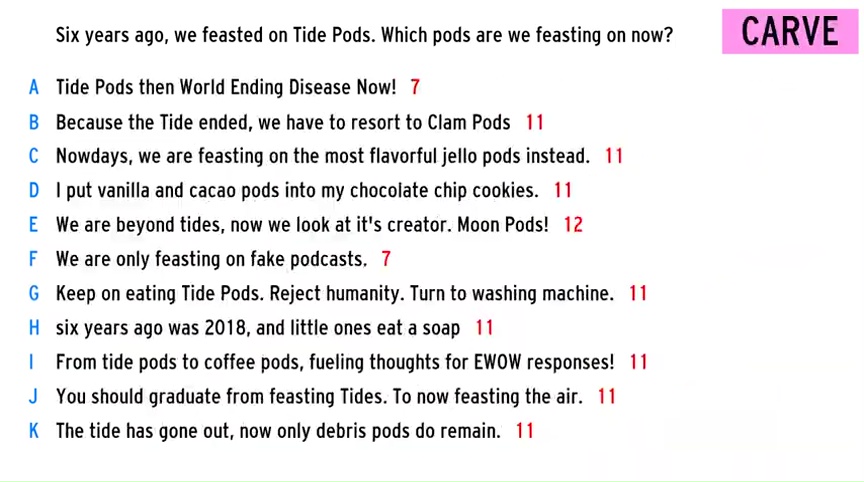 Six years ago, we feasted on Tide Pods. Which pods are we feasting on now?
CARVE
A Tide Pods then World Ending Disease Now! 7
B Because the Tide ended, we have to resort to Clam Pods 11
C Nowdays, we are feasting on the most flavorful jello pods instead. 11
D I put vanilla and cacao pods into my chocolate chip cookies. 11
E We are beyond tides, now we look at it's creator. Moon Pods! 12
F We are only feasting on fake podcasts. 7
G Keep on eating Tide Pods. Reject humanity. Turn to washing machine. 11
H six years ago was 2018, and little ones eat a soap 11
I From tide pods to coffee pods, fueling thoughts for EWOW responses! 11
J You should graduate from feasting Tides. To now feasting the air. 11
K The tide has gone out, now only debris pods do remain. 11